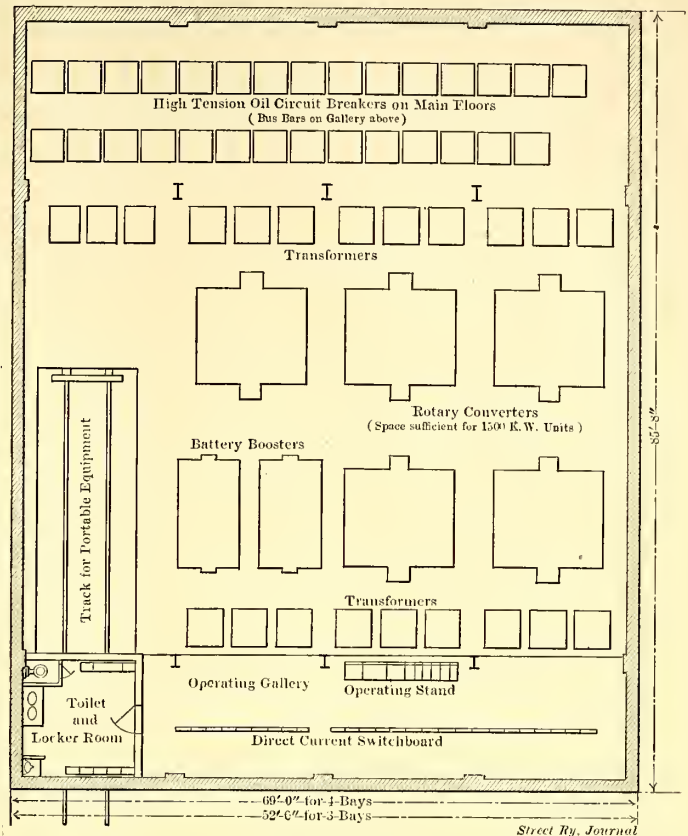 High Tension Oil Circuit Breakers on Main Floors
( Bus Bars on Gallery above )
Transformers
Rotary Converters
( Space sufficient for 1500 K.W. Units )
Battery Boosters
Track for Portable Equipment
85'-8"
Transformers
Operating Gallery
Operating Stand
Toilet
and
Locker Room
Direct Current Switchboard
69'-0" for 4 Bays
52'-6" for 3 Bays
Street Ry. Journal